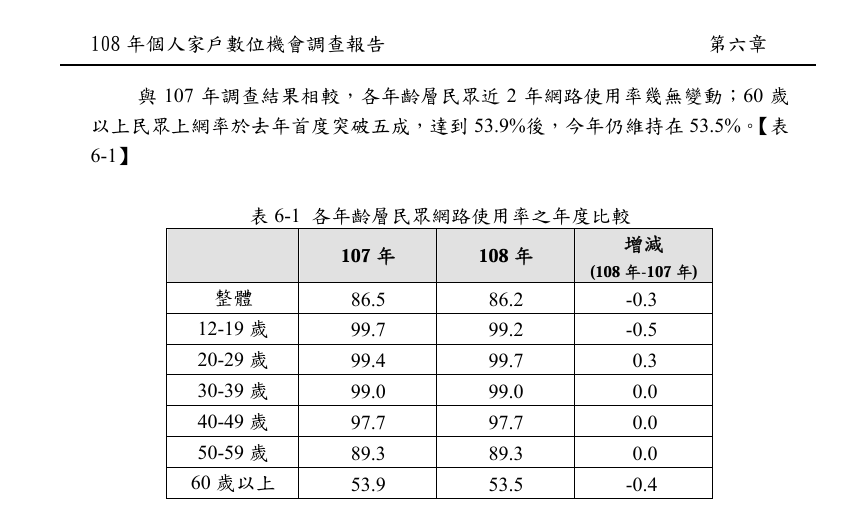 108 年個人家戶數位機會調查報告 第六章
與 107 年調查結果相較，各年齡層民眾近 2 年網路使用率幾無變動；60 歲
以上民眾上網率於去年首度突破五成，達到 53.9%後，今年仍維持在 53.5%。【表
6-1】
表 6-1 各年齡層民眾網路使用率之年度比較
107 年 108 年 增減
(108 年-107 年)
整體 86.5 86.2 -0.3
12-19 歲 99.7 99.2 -0.5
20-29 歲 99.4 99.7 0.3
30-39 歲 99.0 99.0 0.0
40-49 歲 97.7 97.7 0.0
50-59 歲 89.3 89.3 0.0
60 歲以上 53.9 53.5 -0.4